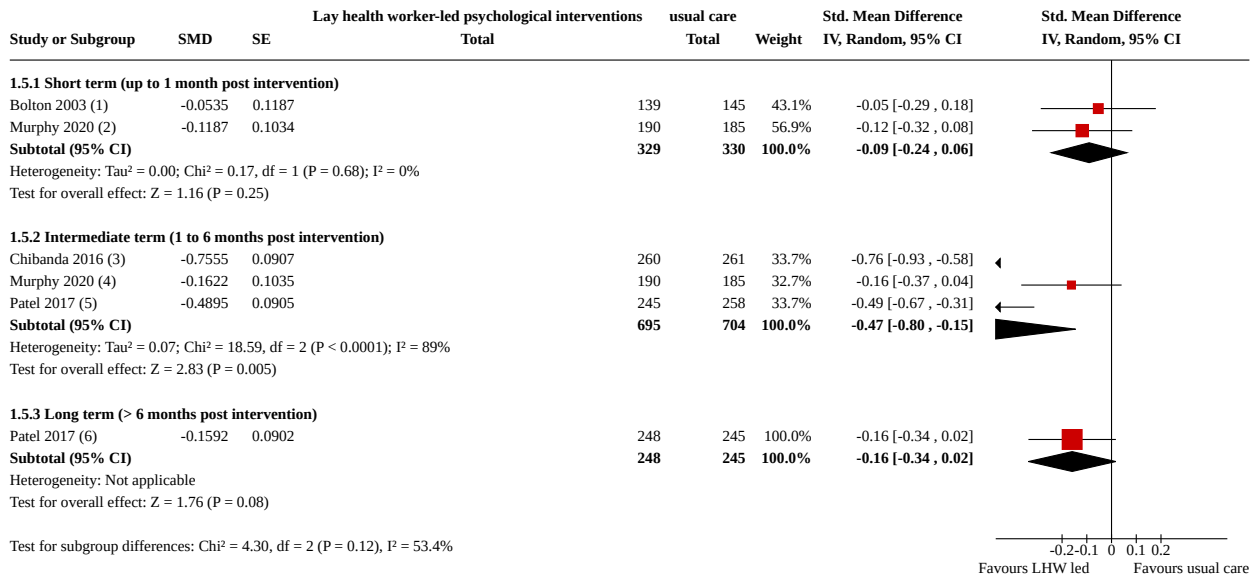 Lay health worker-led psychological interventions usual care Std. Mean Difference Std. Mean Difference
Study or Subgroup SMD SE Total Total Weight IV, Random, 95% CI IV, Random, 95% CI
1.5.1 Short term (up to 1 month post intervention)
Bolton 2003 (1) -0.0535 0.1187 139 145 43.1% -0.05 [-0.29 , 0.18]
Murphy 2020 (2) -0.1187 0.1034 190 185 56.9% -0.12 [-0.32 , 0.08]
Subtotal (95% CI) 329 330 100.0% -0.09 [-0.24 , 0.06]
Heterogeneity: Tau² = 0.00; Chi² = 0.17, df = 1 (P = 0.68); I² = 0%
Test for overall effect: Z = 1.16 (P = 0.25)
1.5.2 Intermediate term (1 to 6 months post intervention)
Chibanda 2016 (3) -0.7555 0.0907 260 261 33.7% -0.76 [-0.93 , -0.58]
Murphy 2020 (4) -0.1622 0.1035 190 185 32.7% -0.16 [-0.37 , 0.04]
Patel 2017 (5) -0.4895 0.0905 245 258 33.7% -0.49 [-0.67 , -0.31]
Subtotal (95% CI) 695 704 100.0% -0.47 [-0.80 , -0.15]
Heterogeneity: Tau² = 0.07; Chi² = 18.59, df = 2 (P < 0.0001); I² = 89%
Test for overall effect: Z = 2.83 (P = 0.005)
1.5.3 Long term (> 6 months post intervention)
Patel 2017 (6) -0.1592 0.0902 248 245 100.0% -0.16 [-0.34 , 0.02]
Subtotal (95% CI) 248 245 100.0% -0.16 [-0.34 , 0.02]
Heterogeneity: Not applicable
Test for overall effect: Z = 1.76 (P = 0.08)
Test for subgroup differences: Chi² = 4.30, df = 2 (P = 0.12), I² = 53.4%
-0.2 -0.1 0 0.1 0.2
Favours LHW led Favours usual care